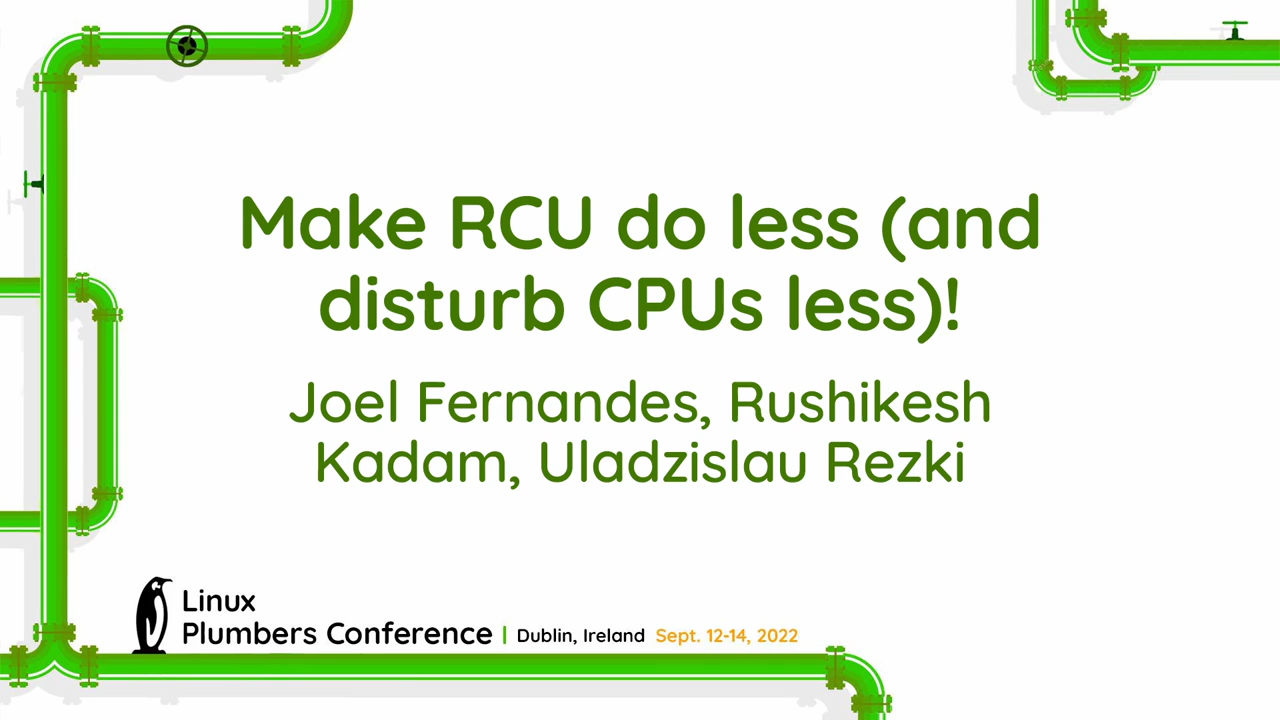 Make RCU do less (and
disturb CPUs less)!
Joel Fernandes, Rushikesh
Kadam, Uladzislau Rezki
Linux
Plumbers Conference | Dublin, Ireland Sept. 12-14, 2022